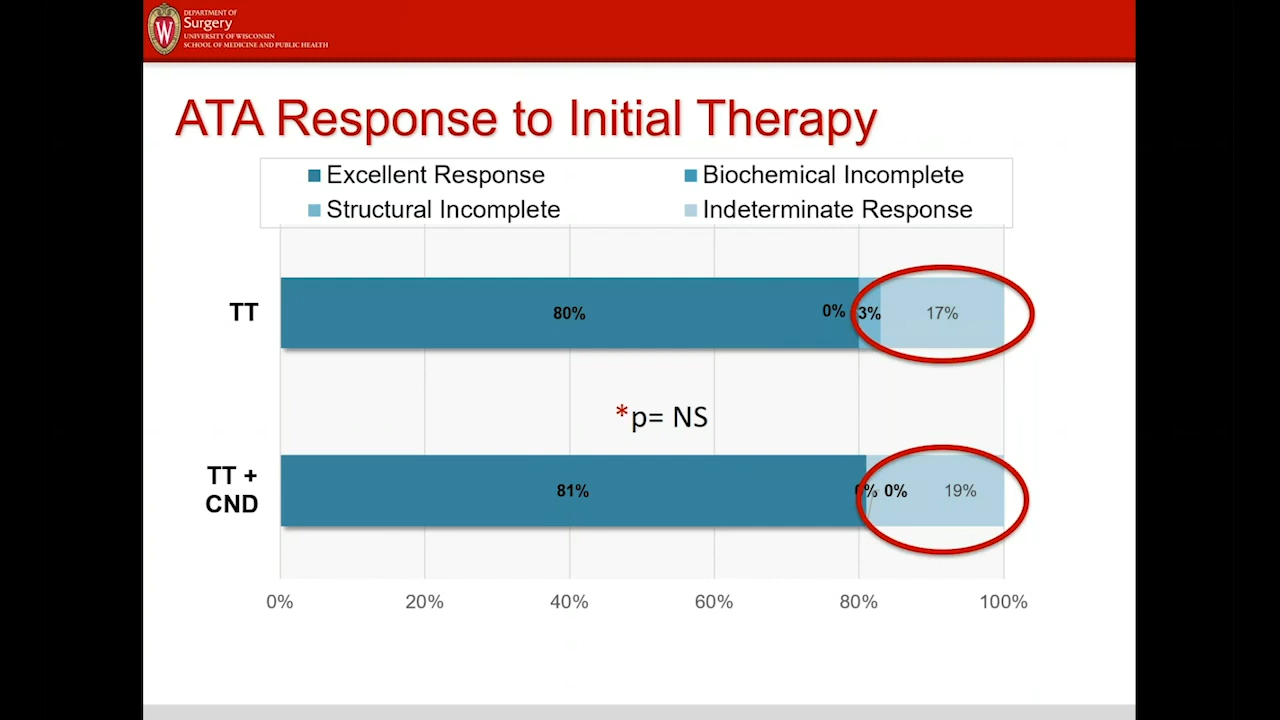 DEPARTMENT OF
Surgery
UNIVERSITY OF WISCONSIN
SCHOOL OF MEDICINE AND PUBLIC HEALTH
ATA Response to Initial Therapy
Excellent Response
Biochemical Incomplete
Structural Incomplete
Indeterminate Response
TT
80%
0%
3%
17%
*p= NS
TT +
CND
81%
0%
0%
19%
0%
20%
40%
60%
80%
100%